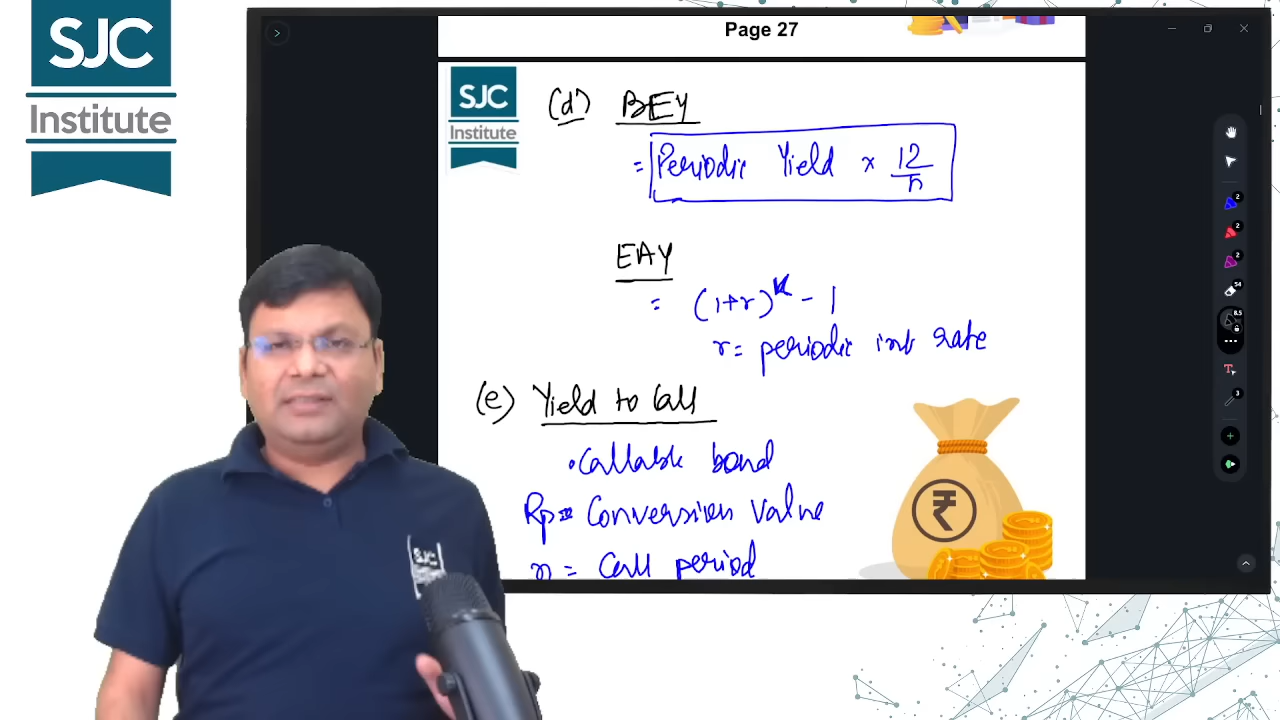 SJC
Institute
Page 27
SJC
Institute
(d) BEY
= Periodic Yield × 12/n
EAY
= (1+r) - 1
r = periodic int rate
(e) Yield to Call
• Callable bond
Rp = Conversion value
n = Call period
SJC